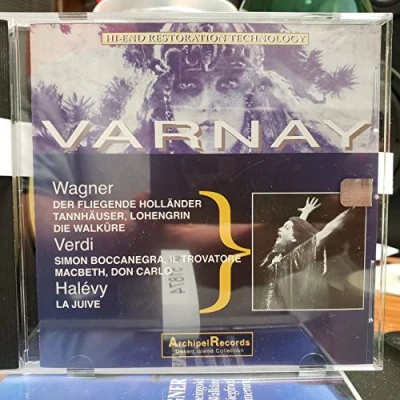 HI-END RESTORATION TECHNOLOGY
VARNAY
Wagner
DER FLIEGENDE HOLLÄNDER
TANNHÄUSER, LOHENGRIN
DIE WALKÜRE
Verdi
SIMON BOCCANEGRA, IL TROVATORE
MACBETH, DON CARLO
Halévy
LA JUIVE
ArchipelRecords
Desert Island Collection